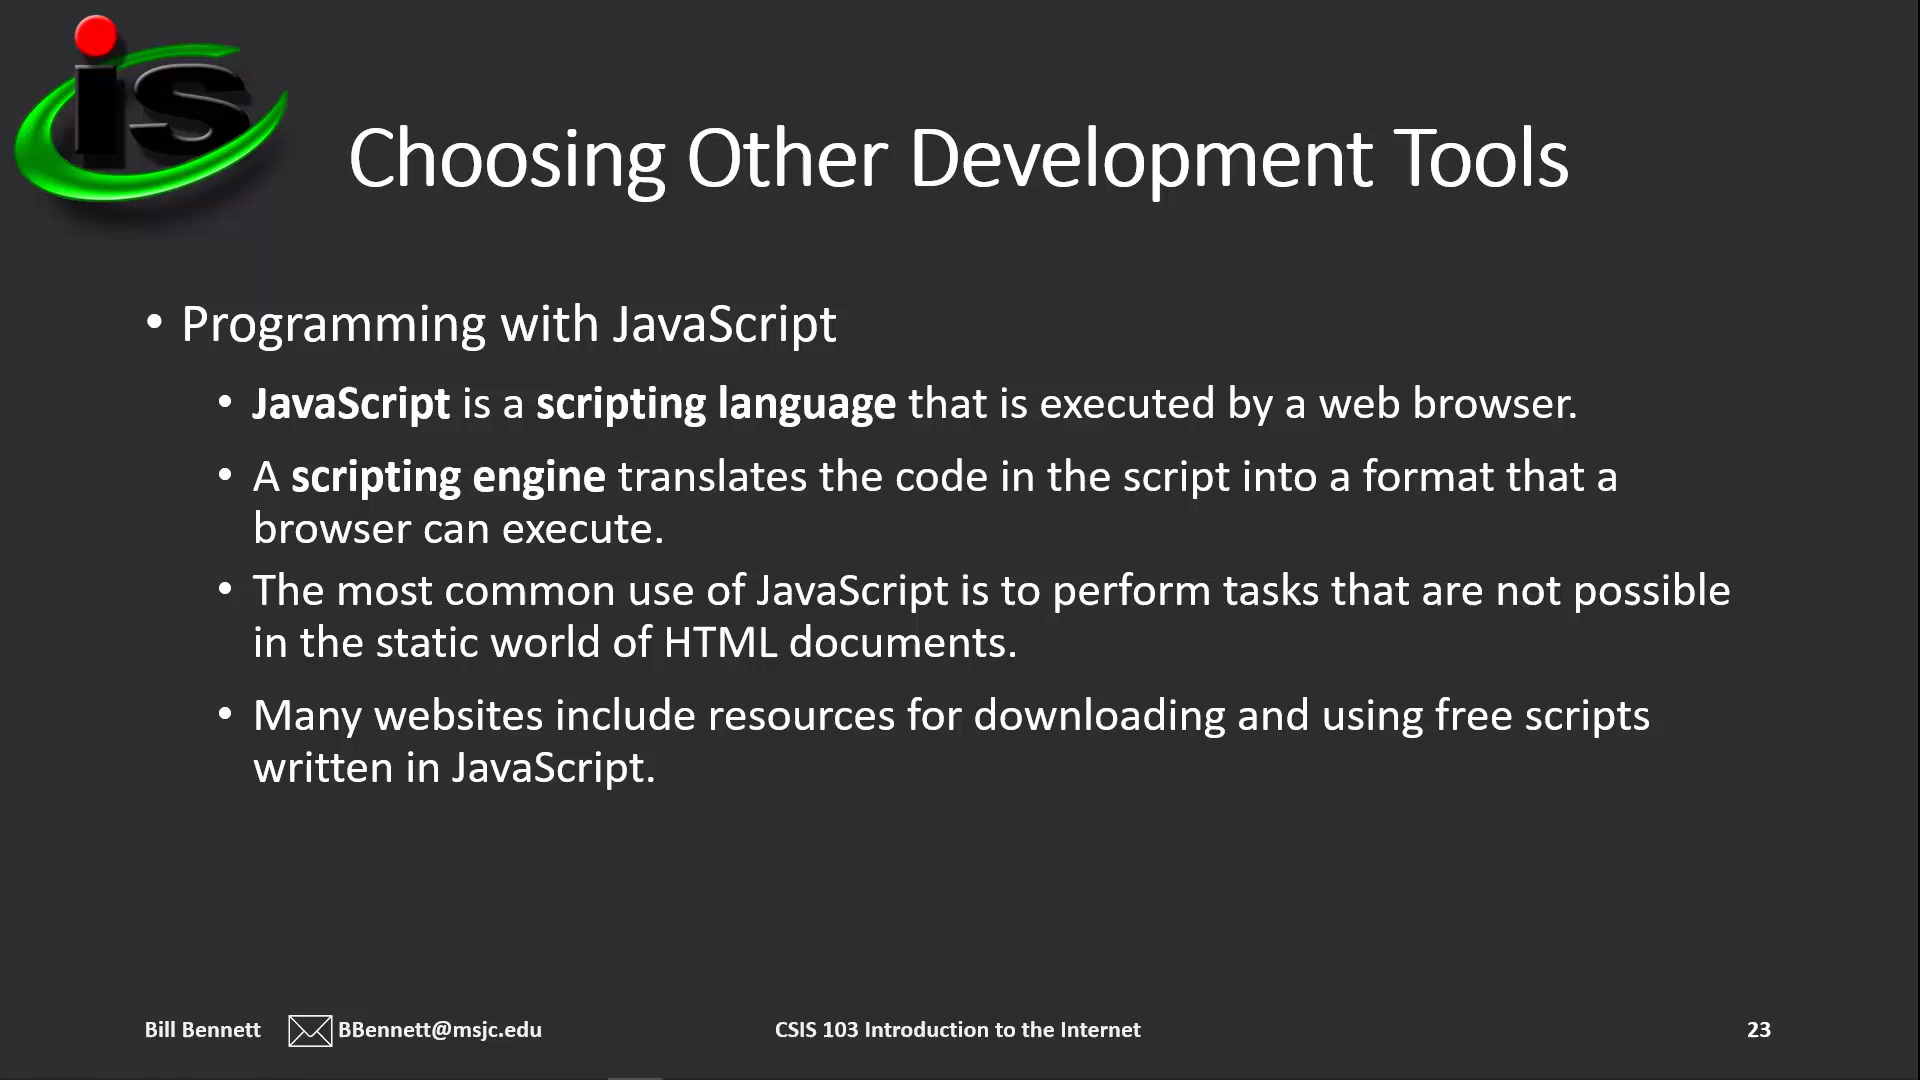 is
Choosing Other Development Tools
• Programming with JavaScript
• JavaScript is a scripting language that is executed by a web browser.
• A scripting engine translates the code in the script into a format that a
browser can execute.
• The most common use of JavaScript is to perform tasks that are not possible
in the static world of HTML documents.
• Many websites include resources for downloading and using free scripts
written in JavaScript.
Bill Bennett BBennett@msjc.edu CSIS 103 Introduction to the Internet 23